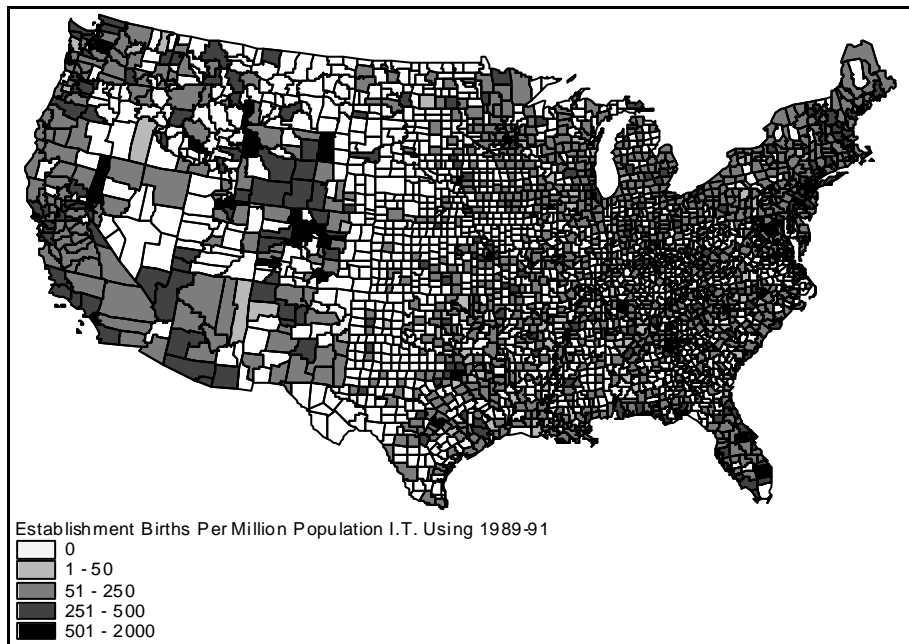 Establishment Births Per Million Population I.T. Using 1989-91
0
1 - 50
51 - 250
251 - 500
501 - 2000